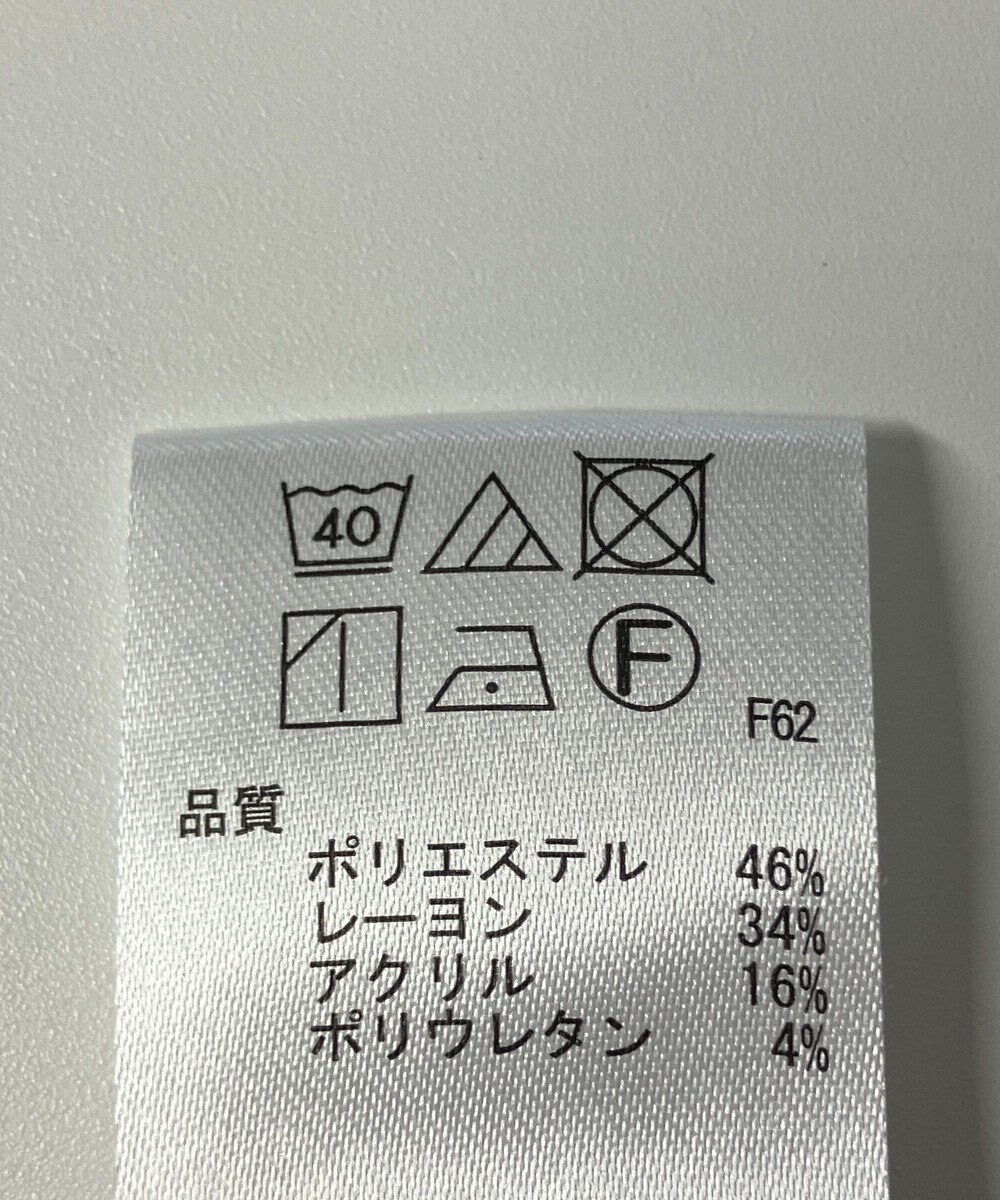 40
F
F62
品質
ポリエステル 46%
レーヨン 34%
アクリル 16%
ポリウレタン 4%